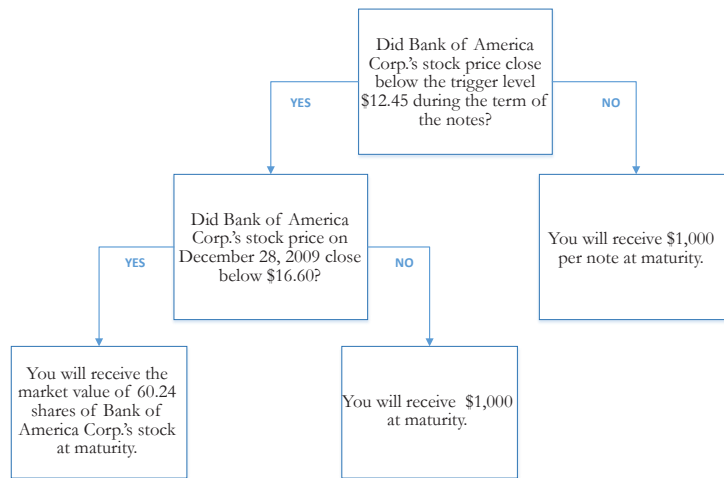 Did Bank of America
Corp.'s stock price close
below the trigger level
$12.45 during the term of
the notes?
YES
NO
Did Bank of America
Corp.'s stock price on
December 28, 2009 close
below $16.60?
You will receive $1,000
per note at maturity.
YES
NO
You will receive the
market value of 60.24
shares of Bank of
America Corp.'s stock
at maturity.
You will receive $1,000
at maturity.